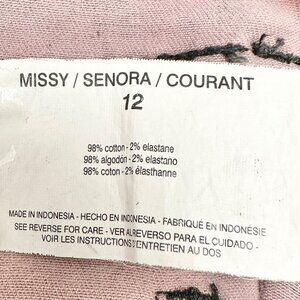 MISSY / SENORA / COURANT
12
98% cotton - 2% elastane
98% algodón - 2% elastano
98% coton - 2% élasthanne
MADE IN INDONESIA - HECHO EN INDONESIA - FABRIQUÉ EN INDONÉSIE
SEE REVERSE FOR CARE - VER AL REVERSO PARA EL CUIDADO -
VOIR LES INSTRUCTIONS D'ENTRETIEN AU DOS